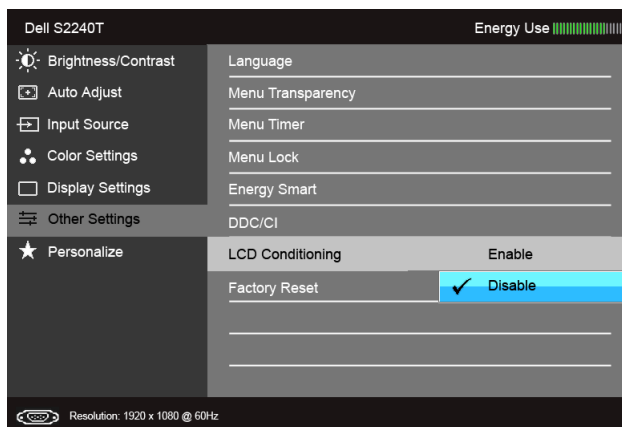 Dell S2240T Energy Use
Brightness/Contrast Language
Auto Adjust Menu Transparency
Input Source Menu Timer
Color Settings Menu Lock
Display Settings Energy Smart
Other Settings DDC/CI
Personalize LCD Conditioning Enable
Factory Reset Disable
Resolution: 1920 x 1080 @ 60Hz